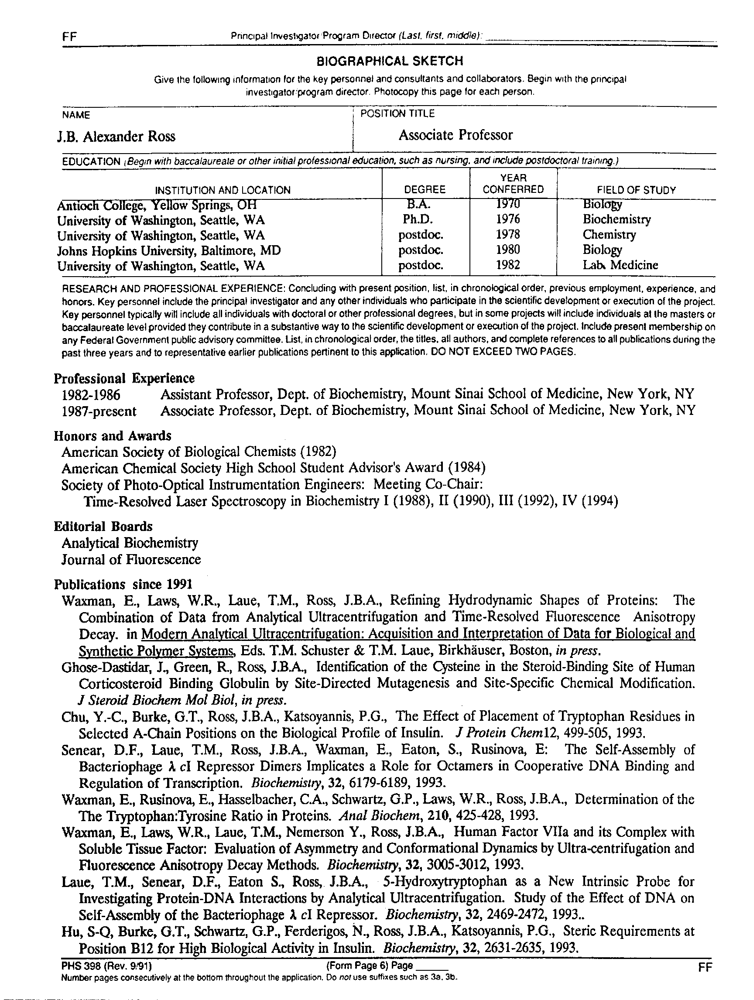 FF Principal Investigator/Program Director (Last, first, middle):
BIOGRAPHICAL SKETCH
Give the following information for the key personnel and consultants and collaborators. Begin with the principal
investigator/program director. Photocopy this page for each person.
NAME POSITION TITLE
J.B. Alexander Ross Associate Professor
EDUCATION (Begin with baccalaureate or other initial professional education, such as nursing, and include postdoctoral training.)
INSTITUTION AND LOCATION DEGREE YEAR CONFERRED FIELD OF STUDY
Antioch College, Yellow Springs, OH B.A. 1970 Biology
University of Washington, Seattle, WA Ph.D. 1976 Biochemistry
University of Washington, Seattle, WA postdoc. 1978 Chemistry
Johns Hopkins University, Baltimore, MD postdoc. 1980 Biology
University of Washington, Seattle, WA postdoc. 1982 Lab. Medicine
RESEARCH AND PROFESSIONAL EXPERIENCE: Concluding with present position, list, in chronological order, previous employment, experience, and
honors. Key personnel include the principal investigator and any other individuals who participate in the scientific development or execution of the project.
Key personnel typically will include all individuals with doctoral or other professional degrees, but in some projects will include individuals at the masters or
baccalaureate level provided they contribute in a substantive way to the scientific development or execution of the project. Include present membership on
any Federal Government public advisory committee. List, in chronological order, the titles, all authors, and complete references to all publications during the
past three years and to representative earlier publications pertinent to this application. DO NOT EXCEED TWO PAGES.
Professional Experience
1982-1986 Assistant Professor, Dept. of Biochemistry, Mount Sinai School of Medicine, New York, NY
1987-present Associate Professor, Dept. of Biochemistry, Mount Sinai School of Medicine, New York, NY
Honors and Awards
American Society of Biological Chemists (1982)
American Chemical Society High School Student Advisor's Award (1984)
Society of Photo-Optical Instrumentation Engineers: Meeting Co-Chair:
Time-Resolved Laser Spectroscopy in Biochemistry I (1988), II (1990), III (1992), IV (1994)
Editorial Boards
Analytical Biochemistry
Journal of Fluorescence
Publications since 1991
Waxman, E., Laws, W.R., Laue, T.M., Ross, J.B.A., Refining Hydrodynamic Shapes of Proteins: The
Combination of Data from Analytical Ultracentrifugation and Time-Resolved Fluorescence Anisotropy
Decay. in Modern Analytical Ultracentrifugation: Acquisition and Interpretation of Data for Biological and
Synthetic Polymer Systems, Eds. T.M. Schuster & T.M. Laue, Birkhäuser, Boston, in press.
Ghose-Dastidar, J., Green, R., Ross, J.B.A., Identification of the Cysteine in the Steroid-Binding Site of Human
Corticosteroid Binding Globulin by Site-Directed Mutagenesis and Site-Specific Chemical Modification.
J Steroid Biochem Mol Biol, in press.
Chu, Y.-C., Burke, G.T., Ross, J.B.A., Katsoyannis, P.G., The Effect of Placement of Tryptophan Residues in
Selected A-Chain Positions on the Biological Profile of Insulin. J Protein Chem12, 499-505, 1993.
Senear, D.F., Laue, T.M., Ross, J.B.A., Waxman, E., Eaton, S., Rusinova, E: The Self-Assembly of
Bacteriophage λ cI Repressor Dimers Implicates a Role for Octamers in Cooperative DNA Binding and
Regulation of Transcription. Biochemistry, 32, 6179-6189, 1993.
Waxman, E., Rusinova, E., Hasselbacher, C.A., Schwartz, G.P., Laws, W.R., Ross, J.B.A., Determination of the
The Tryptophan:Tyrosine Ratio in Proteins. Anal Biochem, 210, 425-428, 1993.
Waxman, E., Laws, W.R., Laue, T.M., Nemerson Y., Ross, J.B.A., Human Factor VIIa and its Complex with
Soluble Tissue Factor: Evaluation of Asymmetry and Conformational Dynamics by Ultra-centrifugation and
Fluorescence Anisotropy Decay Methods. Biochemistry, 32, 3005-3012, 1993.
Laue, T.M., Senear, D.F., Eaton S., Ross, J.B.A., 5-Hydroxytryptophan as a New Intrinsic Probe for
Investigating Protein-DNA Interactions by Analytical Ultracentrifugation. Study of the Effect of DNA on
Self-Assembly of the Bacteriophage λ cI Repressor. Biochemistry, 32, 2469-2472, 1993..
Hu, S-Q, Burke, G.T., Schwartz, G.P., Ferderigos, N., Ross, J.B.A., Katsoyannis, P.G., Steric Requirements at
Position B12 for High Biological Activity in Insulin. Biochemistry, 32, 2631-2635, 1993.
PHS 398 (Rev. 9/91) (Form Page 6) Page FF
Number pages consecutively at the bottom throughout the application. Do not use suffixes such as 3a, 3b.